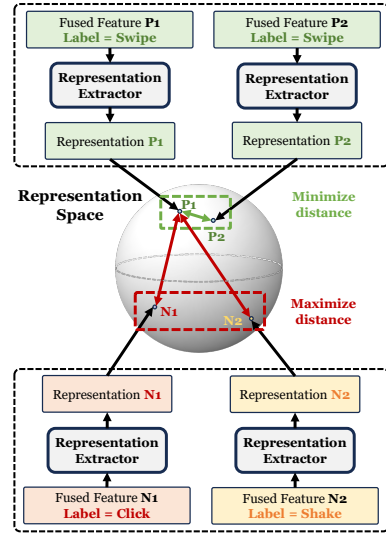 Fused Feature P1
Label = Swipe
Fused Feature P2
Label = Swipe
Representation
Extractor
Representation
Extractor
Representation P1
Representation P2
Representation
Space
P1
P2
Minimize
distance
N1
N2
Maximize
distance
Representation N1
Representation N2
Representation
Extractor
Representation
Extractor
Fused Feature N1
Label = Click
Fused Feature N2
Label = Shake